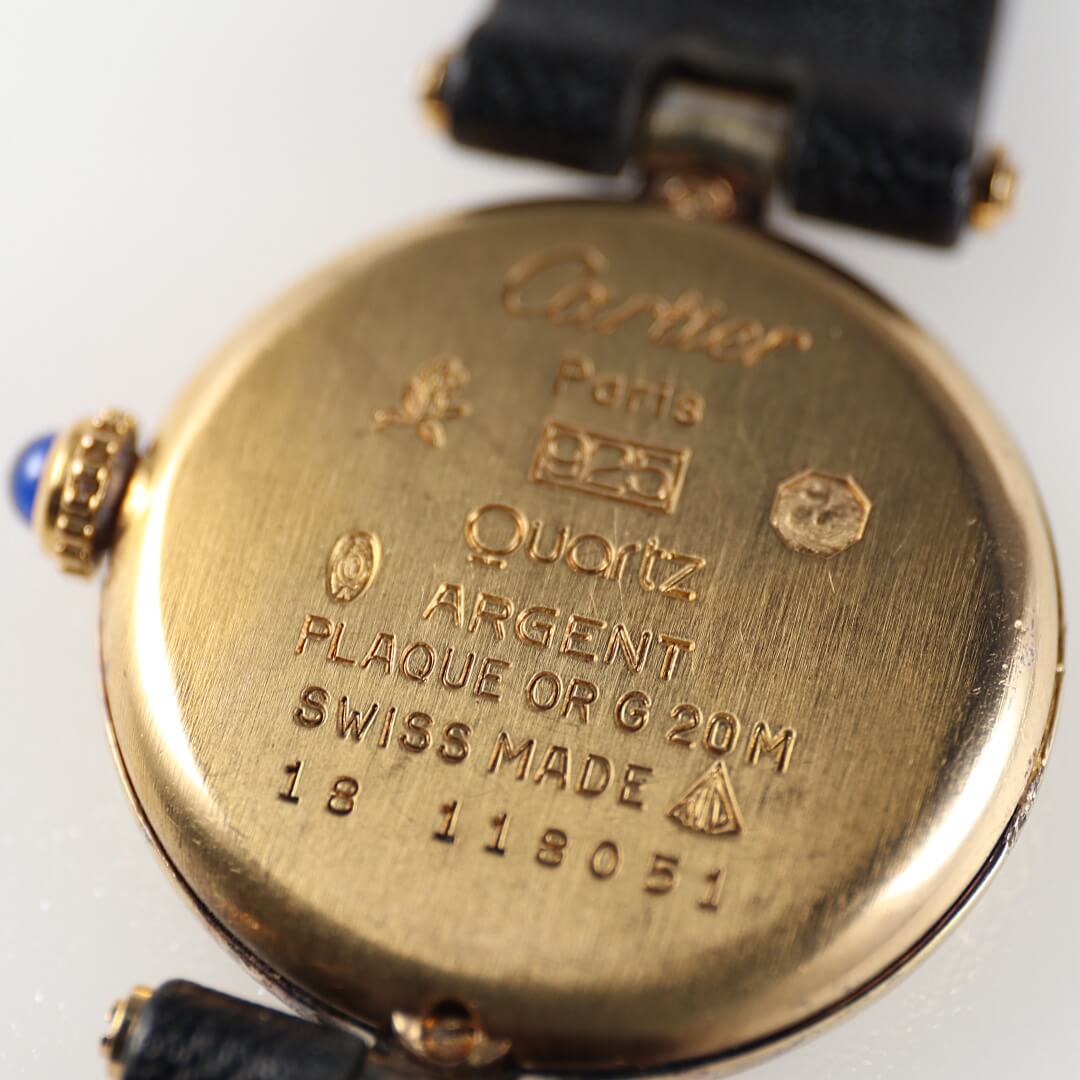 Cartier
Paris
925
Quartz
ARGENT
PLAQUE OR G 20M
SWISS MADE
18 118051